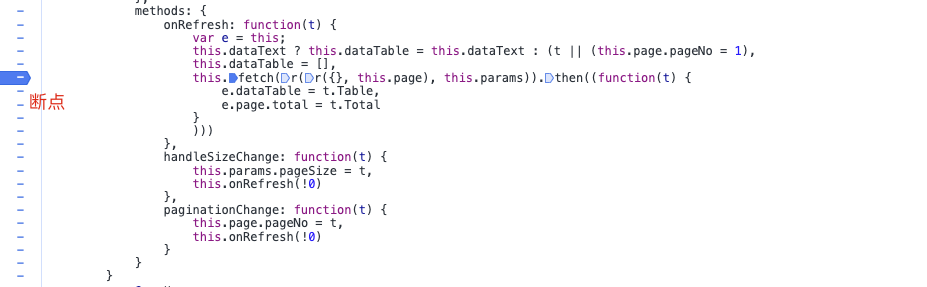 methods: {
onRefresh: function(t) {
var e = this;
this.dataText ? this.dataTable = this.dataText : (t || (this.page.pageNo = 1),
this.dataTable = [],
this.fetch(r(r({}, this.page), this.params)).then((function(t) {
e.dataTable = t.Table,
断点
e.page.total = t.Total
}
)))
},
handleSizeChange: function(t) {
this.params.pageSize = t,
this.onRefresh(!0)
},
paginationChange: function(t) {
this.page.pageNo = t,
this.onRefresh(!0)
}
}
}